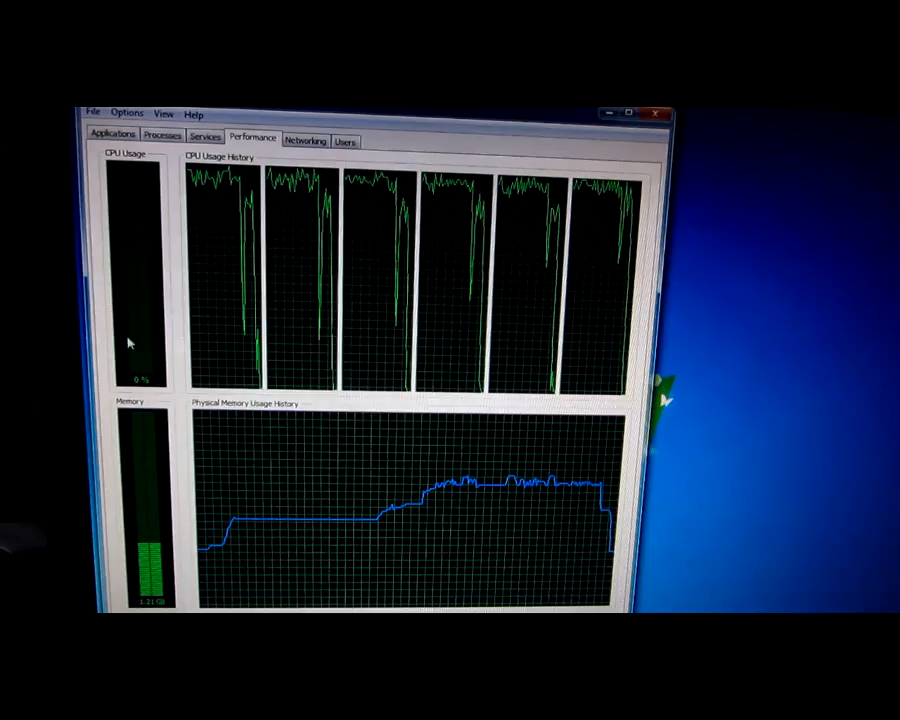 File Options View Help
Applications Processes Services Performance Networking Users
CPU Usage CPU Usage History
0 %
Memory Physical Memory Usage History
1.21 GB